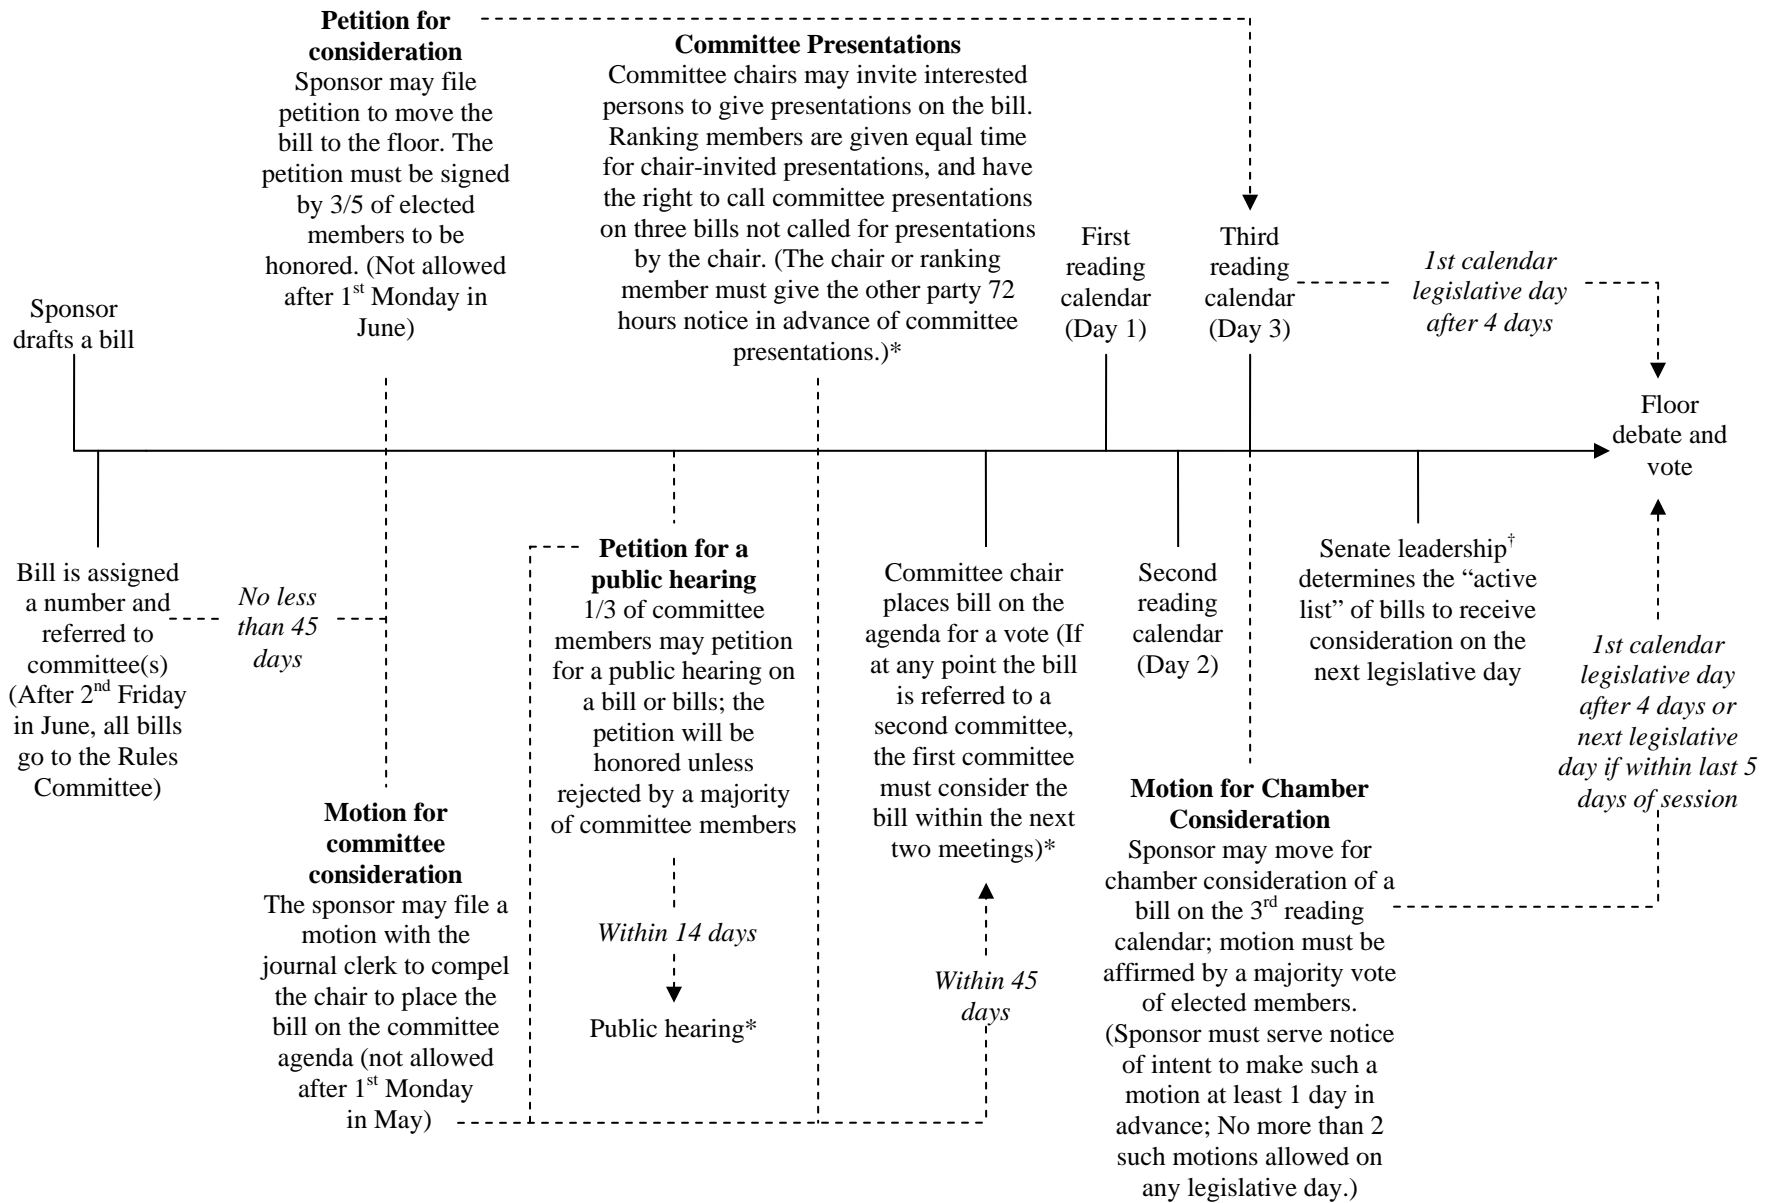 Petition for
consideration
Sponsor may file
petition to move the
bill to the floor. The
petition must be signed
by 3/5 of elected
members to be
honored. (Not allowed
after 1st Monday in
June)
Committee Presentations
Committee chairs may invite interested
persons to give presentations on the bill.
Ranking members are given equal time
for chair-invited presentations, and have
the right to call committee presentations
on three bills not called for presentations
by the chair. (The chair or ranking
member must give the other party 72
hours notice in advance of committee
presentations.)*
First
reading
calendar
(Day 1)
Third
reading
calendar
(Day 3)
1st calendar
legislative day
after 4 days
Sponsor
drafts a bill
Floor
debate and
vote
Bill is assigned
a number and
referred to
committee(s)
(After 2nd Friday
in June, all bills
go to the Rules
Committee)
No less
than 45
days
Motion for
committee
consideration
The sponsor may file a
motion with the
journal clerk to compel
the chair to place the
bill on the committee
agenda (not allowed
after 1st Monday
in May)
Petition for a
public hearing
1/3 of committee
members may petition
for a public hearing on
a bill or bills; the
petition will be
honored unless
rejected by a majority
of committee members
Within 14 days
Public hearing*
Committee chair
places bill on the
agenda for a vote (If
at any point the bill
is referred to a
second committee,
the first committee
must consider the
bill within the next
two meetings)*
Within 45
days
Second
reading
calendar
(Day 2)
Motion for Chamber
Consideration
Sponsor may move for
chamber consideration of a
bill on the 3rd reading
calendar; motion must be
affirmed by a majority vote
of elected members.
(Sponsor must serve notice
of intent to make such a
motion at least 1 day in
advance; No more than 2
such motions allowed on
any legislative day.)
Senate leadership†
determines the “active
list” of bills to receive
consideration on the
next legislative day
1st calendar
legislative day
after 4 days or
next legislative
day if within last 5
days of session